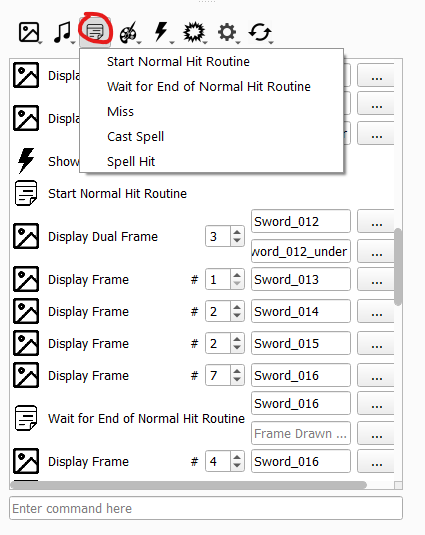 Start Normal Hit Routine
Wait for End of Normal Hit Routine
Miss
Cast Spell
Spell Hit
Displa
...
Displa
...
...
Show
Start Normal Hit Routine
Display Dual Frame 3 Sword_012 ...
word_012_under ...
Display Frame # 1 Sword_013 ...
Display Frame # 2 Sword_014 ...
Display Frame # 2 Sword_015 ...
Display Frame # 7 Sword_016 ...
Wait for End of Normal Hit Routine Sword_016 ...
Frame Drawn ... ...
Display Frame # 4 Sword_016 ...
Enter command here